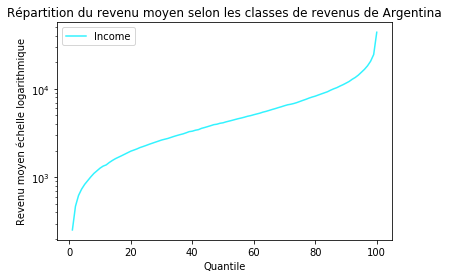 Répartition du revenu moyen selon les classes de revenus de Argentina
Income
Revenu moyen échelle logarithmique
10⁴
10³
0 20 40 60 80 100
Quantile